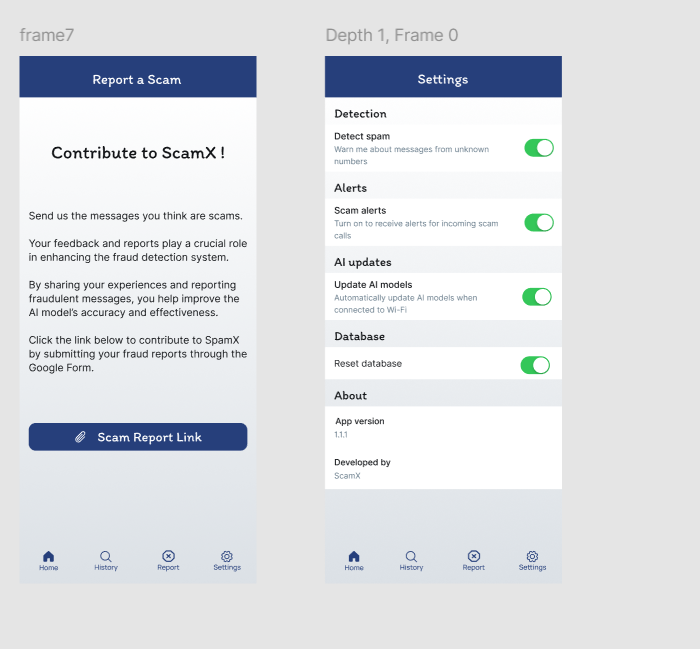 frame7
Report a Scam
Contribute to ScamX !
Send us the messages you think are scams.
Your feedback and reports play a crucial role
in enhancing the fraud detection system.
By sharing your experiences and reporting
fraudulent messages, you help improve the
AI model's accuracy and effectiveness.
Click the link below to contribute to SpamX
by submitting your fraud reports through the
Google Form.
Scam Report Link
Home
History
Report
Settings
Depth 1, Frame 0
Settings
Detection
Detect spam
Warn me about messages from unknown
numbers
Alerts
Scam alerts
Turn on to receive alerts for incoming scam
calls
AI updates
Update AI models
Automatically update AI models when
connected to Wi-Fi
Database
Reset database
About
App version
1.1.1
Developed by
ScamX
Home
History
Report
Settings